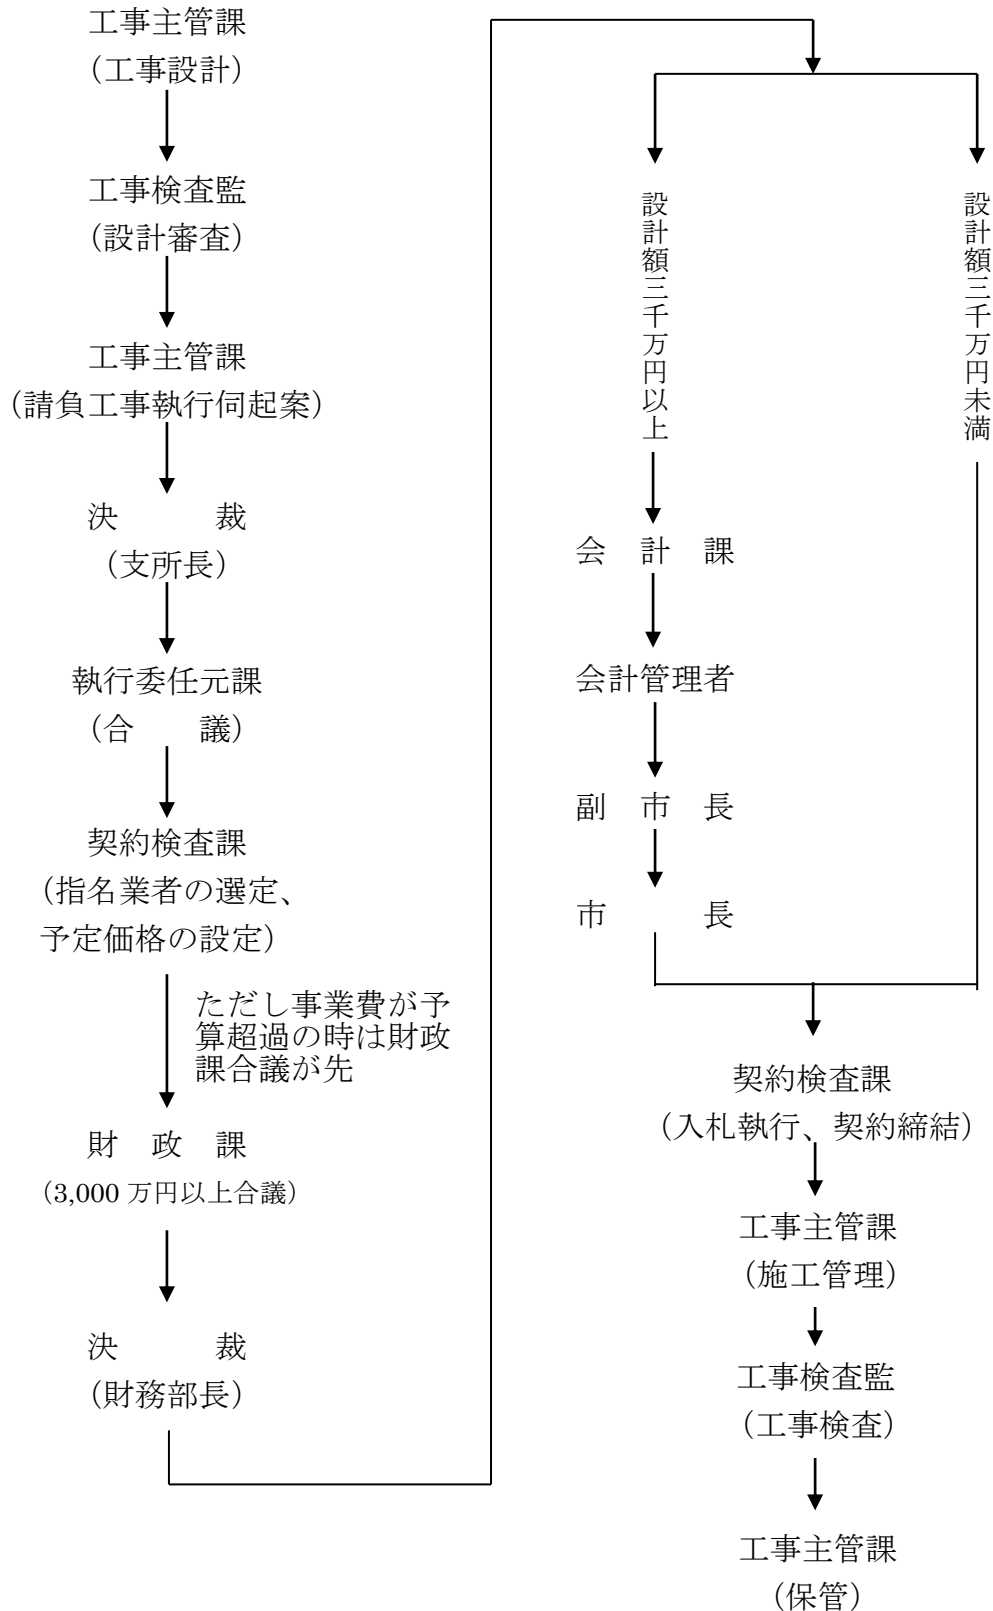 工事主管課
（工事設計）
工事検査監
（設計審査）
工事主管課
（請負工事執行伺起案）
決　　　裁
（支所長）
執行委任元課
（合　　議）
契約検査課
（指名業者の選定、
予定価格の設定）
ただし事業費が予
算超過の時は財政
課合議が先
財　政　課
（3,000 万円以上合議）
決　　　裁
（財務部長）
設計額三千万円以上
設計額三千万円未満
会　計　課
会計管理者
副　市　長
市　　　長
契約検査課
（入札執行、契約締結）
工事主管課
（施工管理）
工事検査監
（工事検査）
工事主管課
（保管）